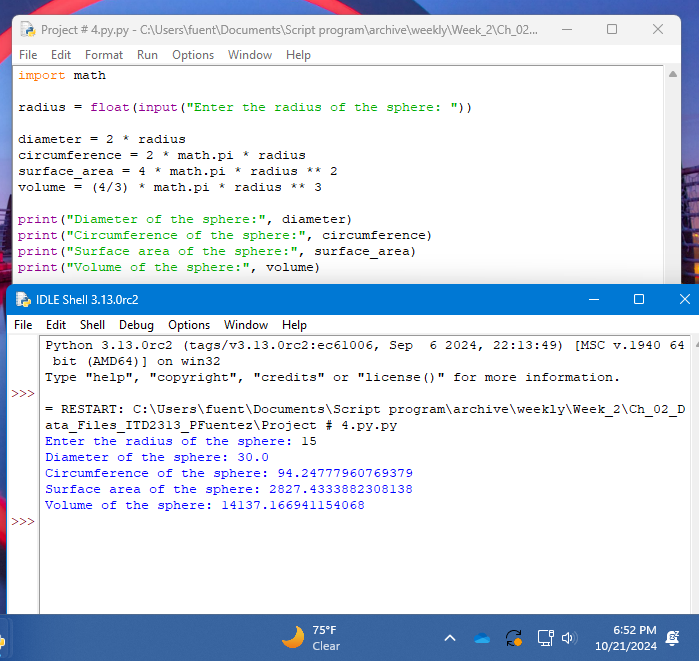 Project # 4.py.py - C:\Users\fuent\Documents\Script program\archive\weekly\Week_2\Ch_02...
File Edit Format Run Options Window Help
import math
radius = float(input("Enter the radius of the sphere: "))
diameter = 2 * radius
circumference = 2 * math.pi * radius
surface_area = 4 * math.pi * radius ** 2
volume = (4/3) * math.pi * radius ** 3
print("Diameter of the sphere:", diameter)
print("Circumference of the sphere:", circumference)
print("Surface area of the sphere:", surface_area)
print("Volume of the sphere:", volume)
IDLE Shell 3.13.0rc2
File Edit Shell Debug Options Window Help
Python 3.13.0rc2 (tags/v3.13.0rc2:ec61006, Sep  6 2024, 22:13:49) [MSC v.1940 64
bit (AMD64)] on win32
Type "help", "copyright", "credits" or "license()" for more information.
>>>
= RESTART: C:\Users\fuent\Documents\Script program\archive\weekly\Week_2\Ch_02_D
ata_Files_ITD2313_PFuentez\Project # 4.py.py
Enter the radius of the sphere: 15
Diameter of the sphere: 30.0
Circumference of the sphere: 94.24777960769379
Surface area of the sphere: 2827.4333882308138
Volume of the sphere: 14137.166941154068
>>>
75°F
Clear
6:52 PM
10/21/2024